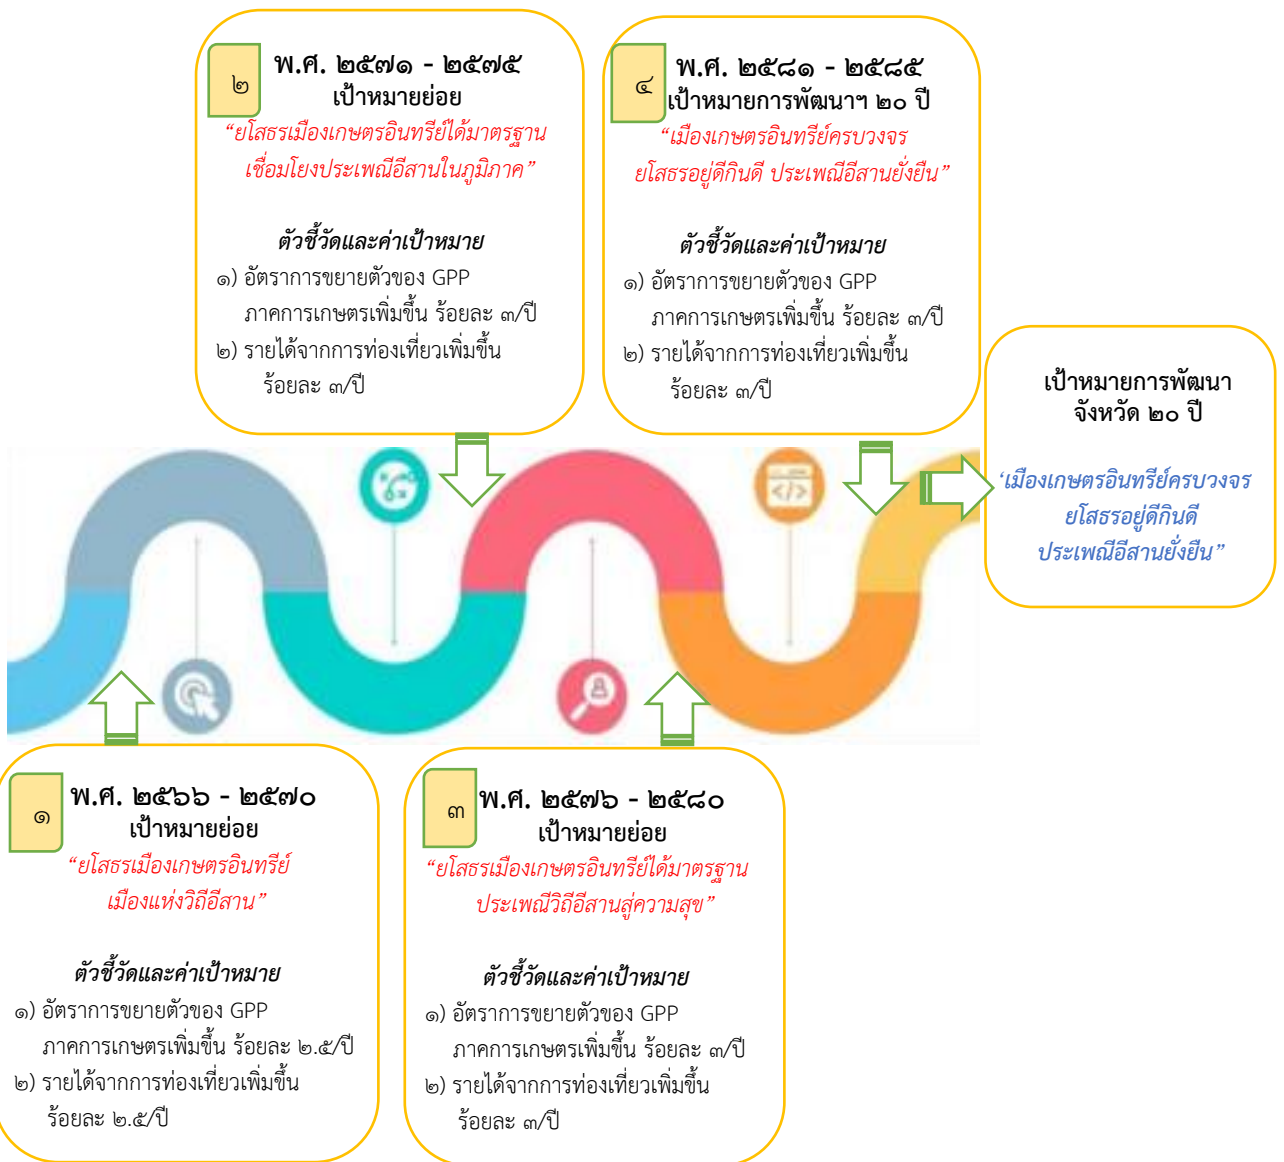 ๒
พ.ศ. ๒๕๗๑ - ๒๕๗๕
เป้าหมายย่อย
“ยโสธรเมืองเกษตรอินทรีย์ได้มาตรฐาน
เชื่อมโยงประเพณีอีสานในภูมิภาค”
ตัวชี้วัดและค่าเป้าหมาย
๑) อัตราการขยายตัวของ GPP
ภาคการเกษตรเพิ่มขึ้น ร้อยละ ๓/ปี
๒) รายได้จากการท่องเที่ยวเพิ่มขึ้น
ร้อยละ ๓/ปี
๔
พ.ศ. ๒๕๘๑ - ๒๕๘๕
เป้าหมายการพัฒนาฯ ๒๐ ปี
“เมืองเกษตรอินทรีย์ครบวงจร
ยโสธรอยู่ดีกินดี ประเพณีอีสานยั่งยืน”
ตัวชี้วัดและค่าเป้าหมาย
๑) อัตราการขยายตัวของ GPP
ภาคการเกษตรเพิ่มขึ้น ร้อยละ ๓/ปี
๒) รายได้จากการท่องเที่ยวเพิ่มขึ้น
ร้อยละ ๓/ปี
เป้าหมายการพัฒนา
จังหวัด ๒๐ ปี
‘เมืองเกษตรอินทรีย์ครบวงจร
ยโสธรอยู่ดีกินดี
ประเพณีอีสานยั่งยืน”
๑
พ.ศ. ๒๕๖๖ - ๒๕๗๐
เป้าหมายย่อย
“ยโสธรเมืองเกษตรอินทรีย์
เมืองแห่งวิถีอีสาน”
ตัวชี้วัดและค่าเป้าหมาย
๑) อัตราการขยายตัวของ GPP
ภาคการเกษตรเพิ่มขึ้น ร้อยละ ๒.๕/ปี
๒) รายได้จากการท่องเที่ยวเพิ่มขึ้น
ร้อยละ ๒.๕/ปี
๓
พ.ศ. ๒๕๗๖ - ๒๕๘๐
เป้าหมายย่อย
“ยโสธรเมืองเกษตรอินทรีย์ได้มาตรฐาน
ประเพณีวิถีอีสานสู่ความสุข”
ตัวชี้วัดและค่าเป้าหมาย
๑) อัตราการขยายตัวของ GPP
ภาคการเกษตรเพิ่มขึ้น ร้อยละ ๓/ปี
๒) รายได้จากการท่องเที่ยวเพิ่มขึ้น
ร้อยละ ๓/ปี